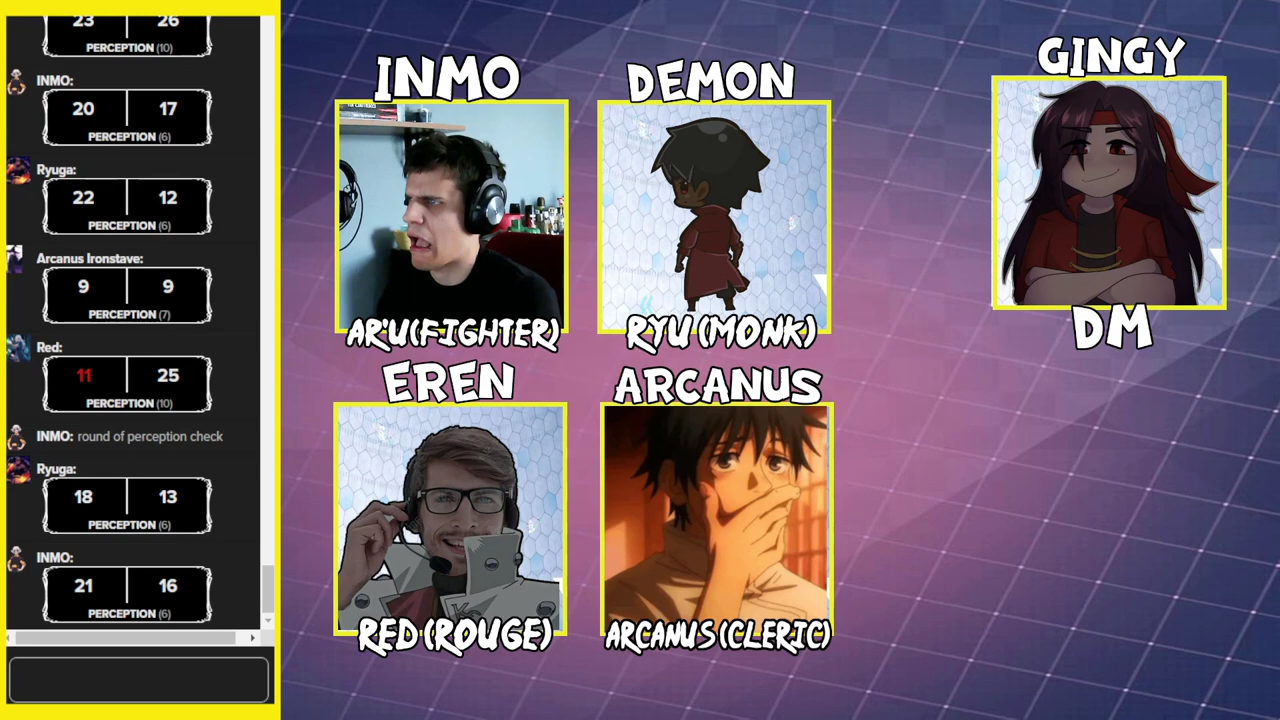 23 26
PERCEPTION (10)
INMO:
20 17
PERCEPTION (6)
Ryuga:
22 12
PERCEPTION (6)
Arcanus Ironstave:
9 9
PERCEPTION (7)
Red:
11 25
PERCEPTION (10)
INMO: round of perception check
Ryuga:
18 13
PERCEPTION (6)
INMO:
21 16
PERCEPTION (6)
INMO
AR'U(FIGHTER)
DEMON
RYU(MONK)
GINGY
DM
EREN
RED(ROUGE)
ARCANUS
ARCANUS(CLERIC)